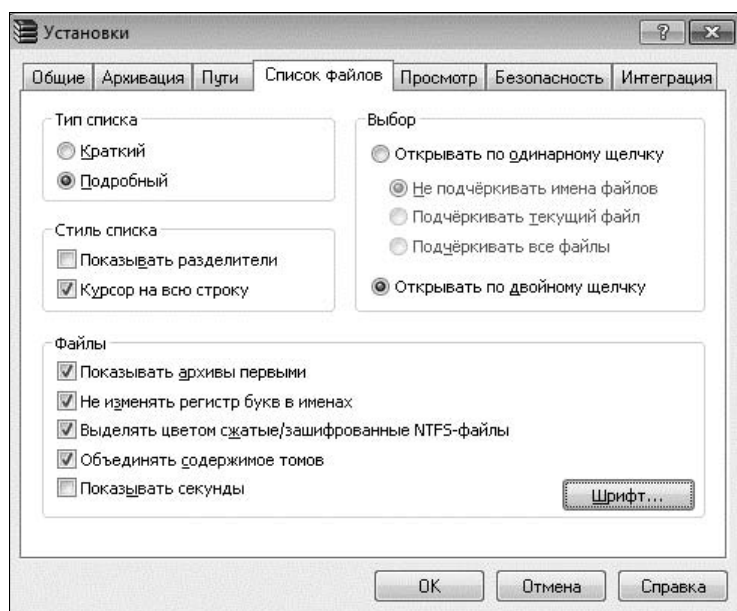 Установки
Общие Архивация Пути Список файлов Просмотр Безопасность Интеграция
Тип списка
Краткий
Подробный
Стиль списка
Показывать разделители
Курсор на всю строку
Выбор
Открывать по одинарному щелчку
Не подчёркивать имена файлов
Подчёркивать текущий файл
Подчёркивать все файлы
Открывать по двойному щелчку
Файлы
Показывать архивы первыми
Не изменять регистр букв в именах
Выделять цветом сжатые/зашифрованные NTFS-файлы
Объединять содержимое томов
Показывать секунды
Шрифт...
ОК Отмена Справка